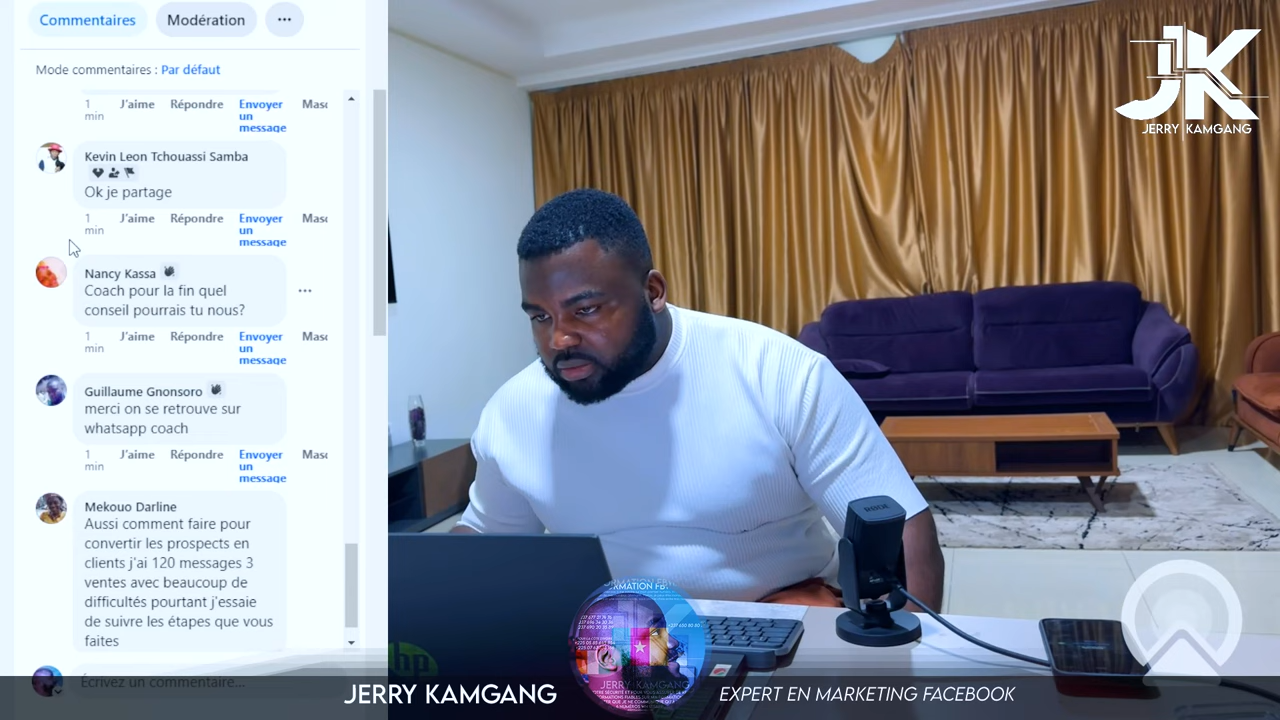 Commentaires
Modération
Mode commentaires : Par défaut
1 min J'aime Répondre Envoyer un message
Kevin Leon Tchouassi Samba
Ok je partage
1 min J'aime Répondre Envoyer un message
Nancy Kassa
Coach pour la fin quel
conseil pourrais tu nous?
1 min J'aime Répondre Envoyer un message
Guillaume Gnonsoro
merci on se retrouve sur
whatsapp coach
1 min J'aime Répondre Envoyer un message
Mekouo Darline
Aussi comment faire pour
convertir les prospects en
clients j'ai 120 messages 3
ventes avec beaucoup de
difficultés pourtant j'essaie
de suivre les étapes que vous
faites
Écrivez un commentaire...
JK
JERRY KAMGANG
RODE
hp
JERRY KAMGANG
EXPERT EN MARKETING FACEBOOK